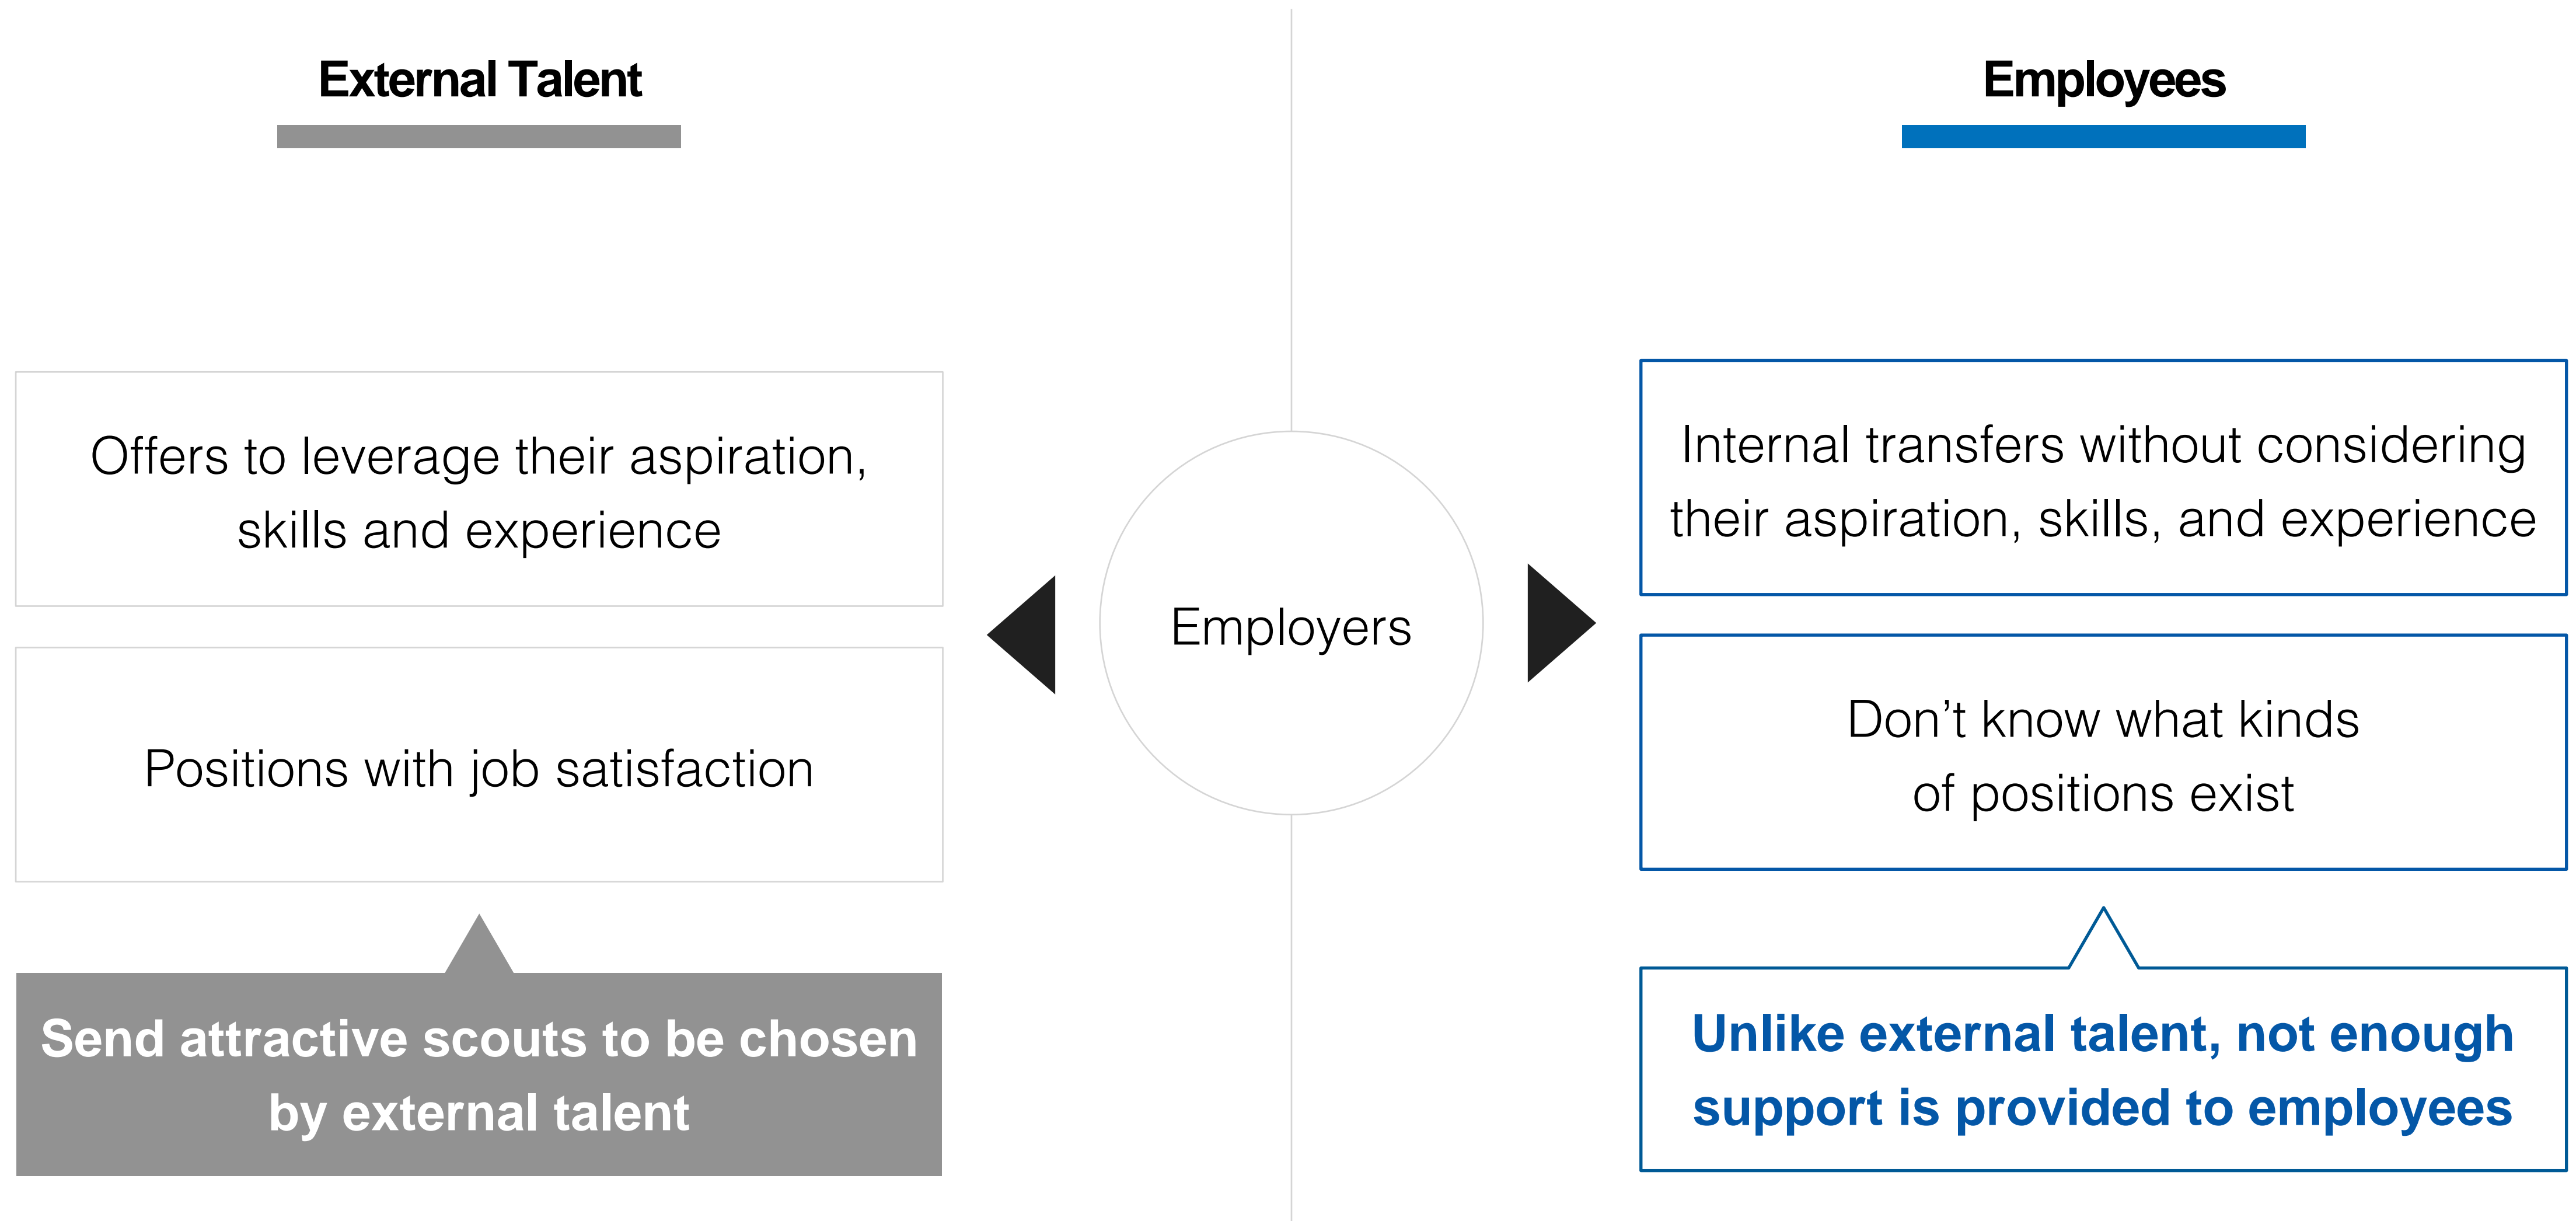 External Talent
Offers to leverage their aspiration,
skills and experience
Positions with job satisfaction
Send attractive scouts to be chosen
by external talent
Employers
Employees
Internal transfers without considering
their aspiration, skills, and experience
Don’t know what kinds
of positions exist
Unlike external talent, not enough
support is provided to employees